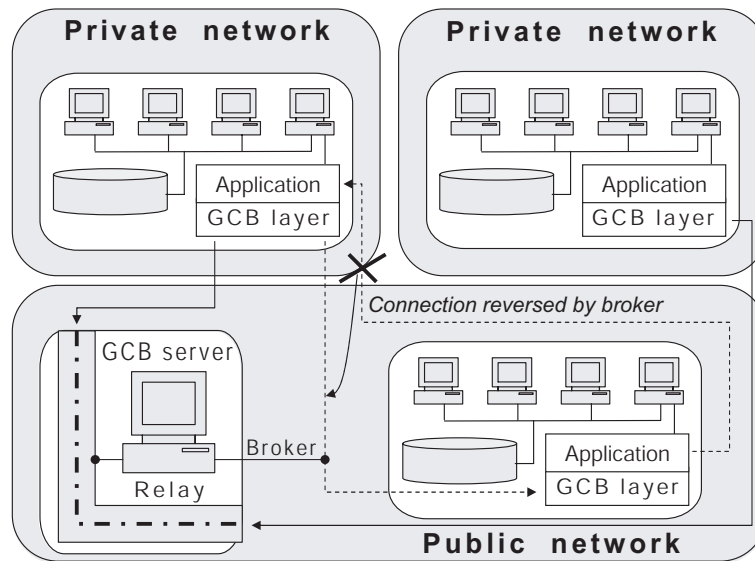 Private network
Private network
Application
GCB layer
Application
GCB layer
Connection reversed by broker
GCB server
Broker
Relay
Application
GCB layer
Public network